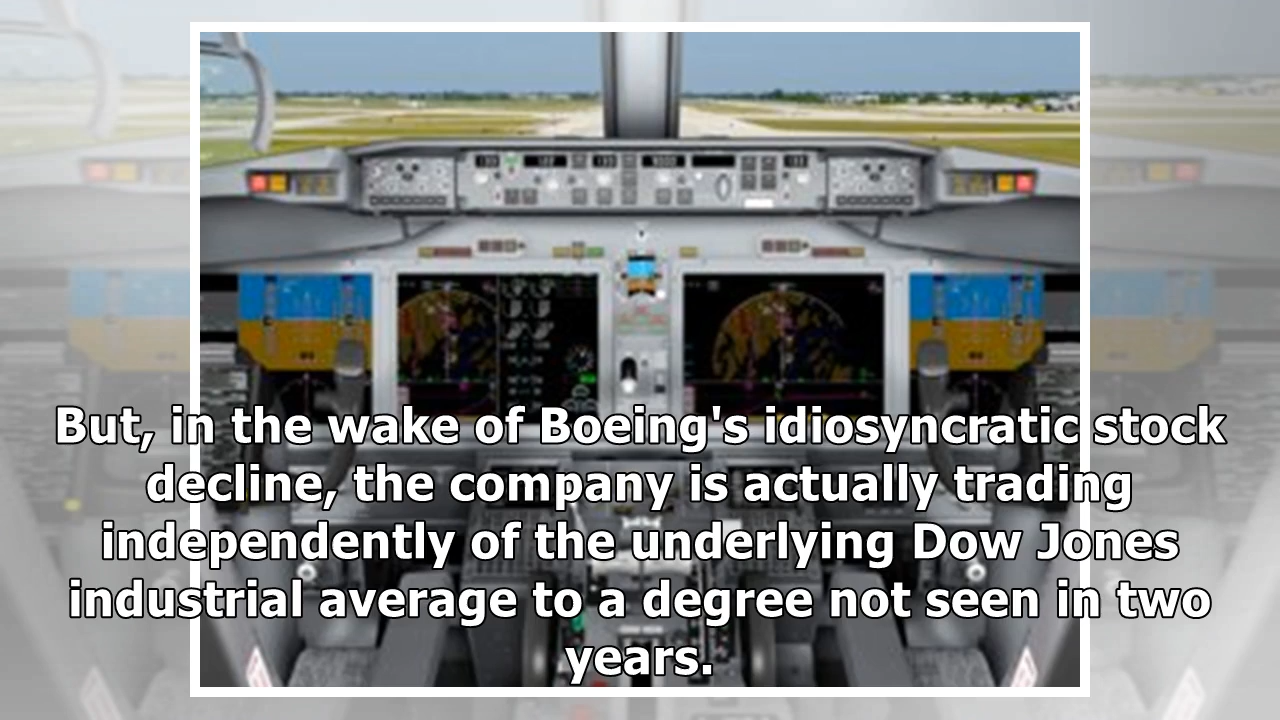 But, in the wake of Boeing's idiosyncratic stock
decline, the company is actually trading
independently of the underlying Dow Jones
industrial average to a degree not seen in two
years.